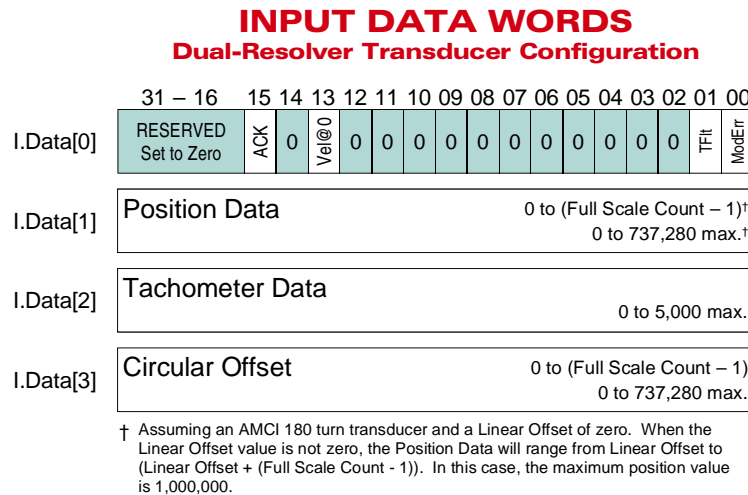 INPUT DATA WORDS
Dual-Resolver Transducer Configuration
31 – 16 15 14 13 12 11 10 09 08 07 06 05 04 03 02 01 00
I.Data[0] RESERVED Set to Zero ACK 0 Vel@0 0 0 0 0 0 0 0 0 0 0 0 TFlt ModErr
I.Data[1] Position Data 0 to (Full Scale Count – 1)†
0 to 737,280 max.†
I.Data[2] Tachometer Data
0 to 5,000 max.
I.Data[3] Circular Offset 0 to (Full Scale Count – 1)
0 to 737,280 max.
† Assuming an AMCI 180 turn transducer and a Linear Offset of zero. When the
Linear Offset value is not zero, the Position Data will range from Linear Offset to
(Linear Offset + (Full Scale Count - 1)). In this case, the maximum position value
is 1,000,000.